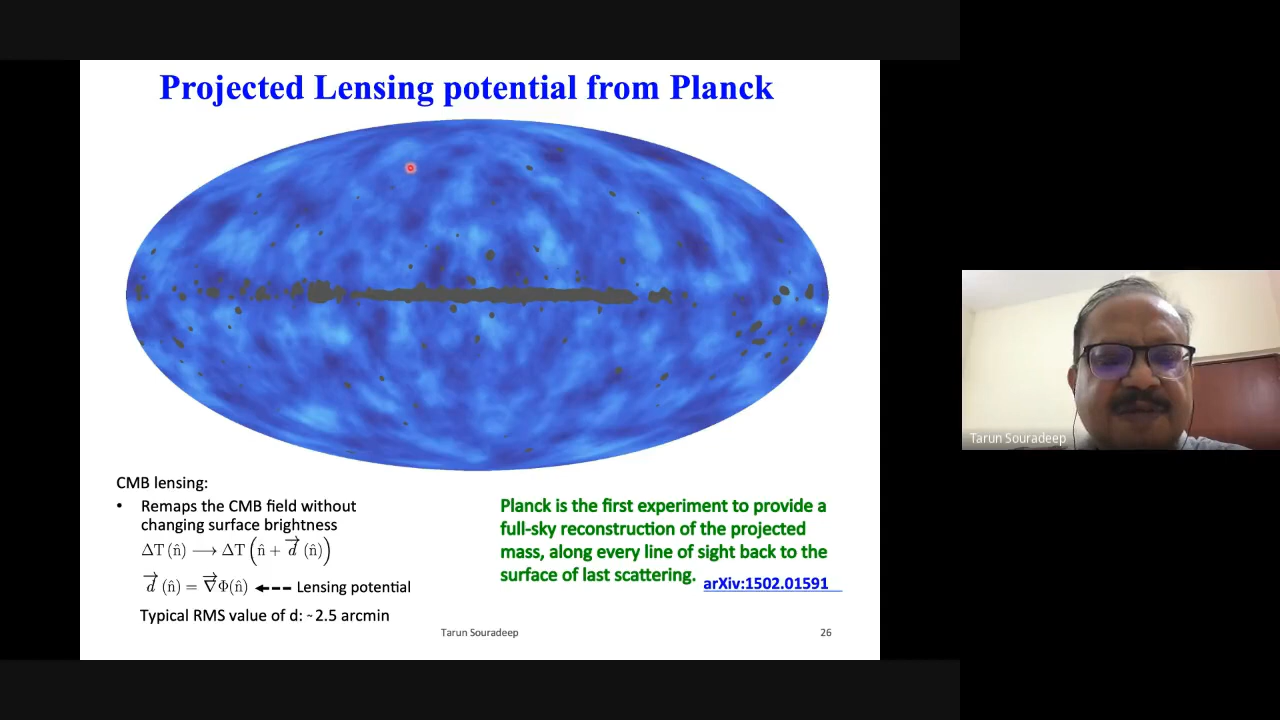 Projected Lensing potential from Planck
CMB lensing:
• Remaps the CMB field without
changing surface brightness
ΔT (n̂) ⟶ ΔT (n̂ + d⃗ (n̂))
d⃗ (n̂) = ∇⃗Φ(n̂) ◄--- Lensing potential
Typical RMS value of d: ~2.5 arcmin
Planck is the first experiment to provide a
full-sky reconstruction of the projected
mass, along every line of sight back to the
surface of last scattering. arXiv:1502.01591
Tarun Souradeep
26
Tarun Souradeep